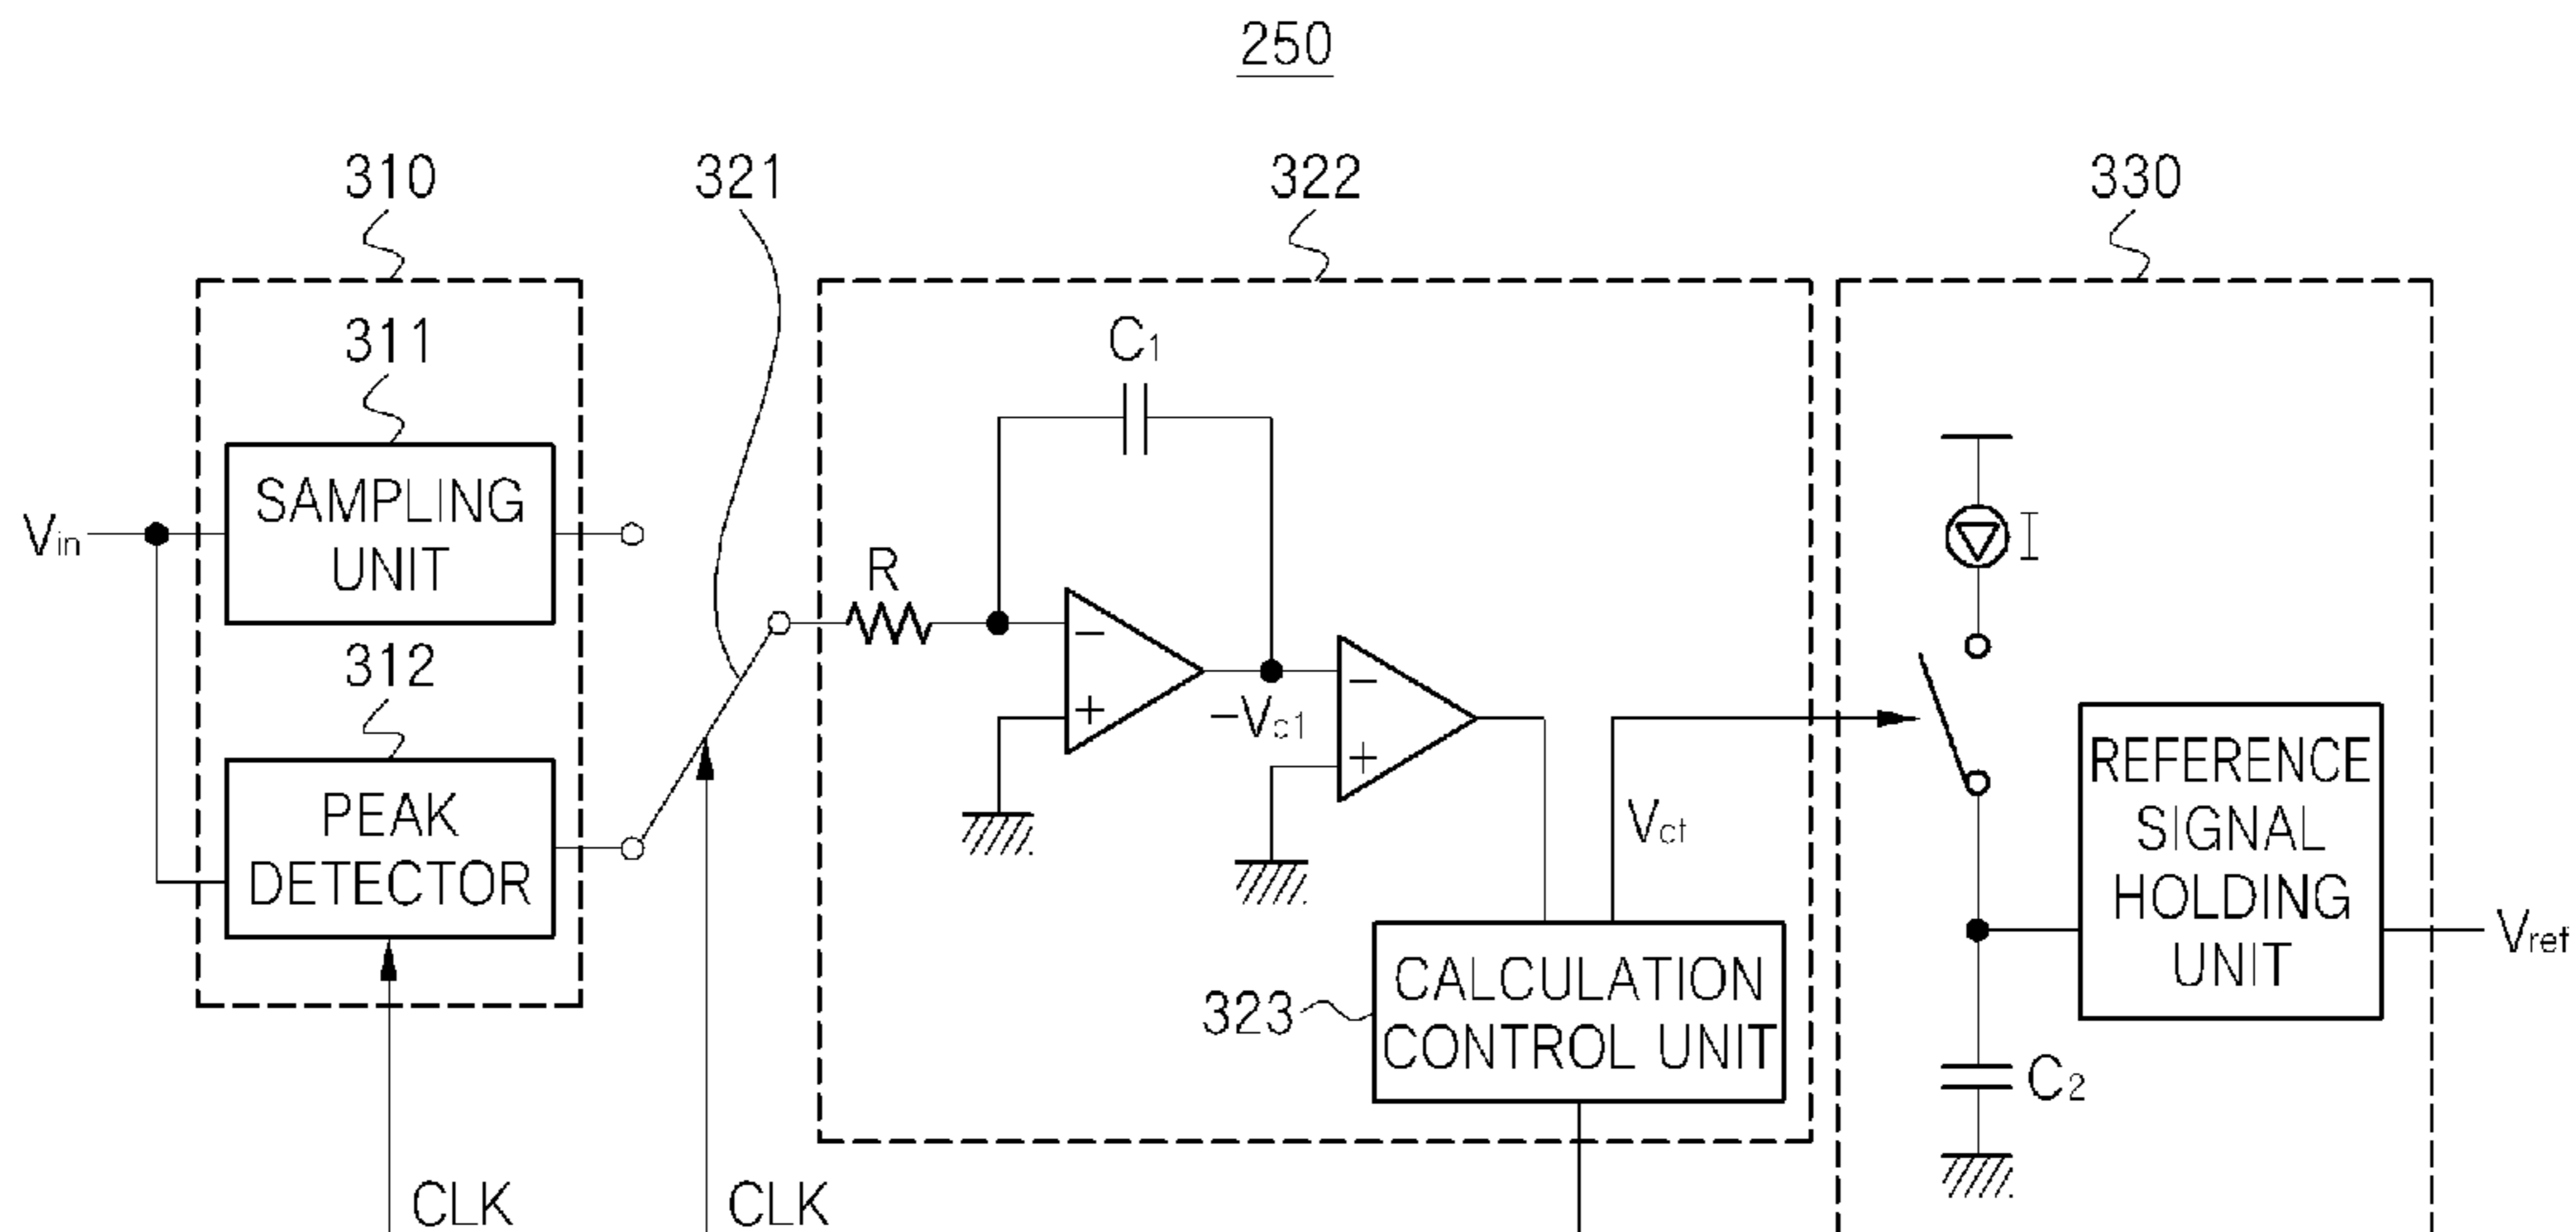 250
310
321
322
330
311
C1
SAMPLING
UNIT
Vin
I
R
312
−
+
−Vc1
−
+
PEAK
DETECTOR
REFERENCE
SIGNAL
HOLDING
UNIT
Vct
Vref
323
CALCULATION
CONTROL UNIT
C2
CLK
CLK